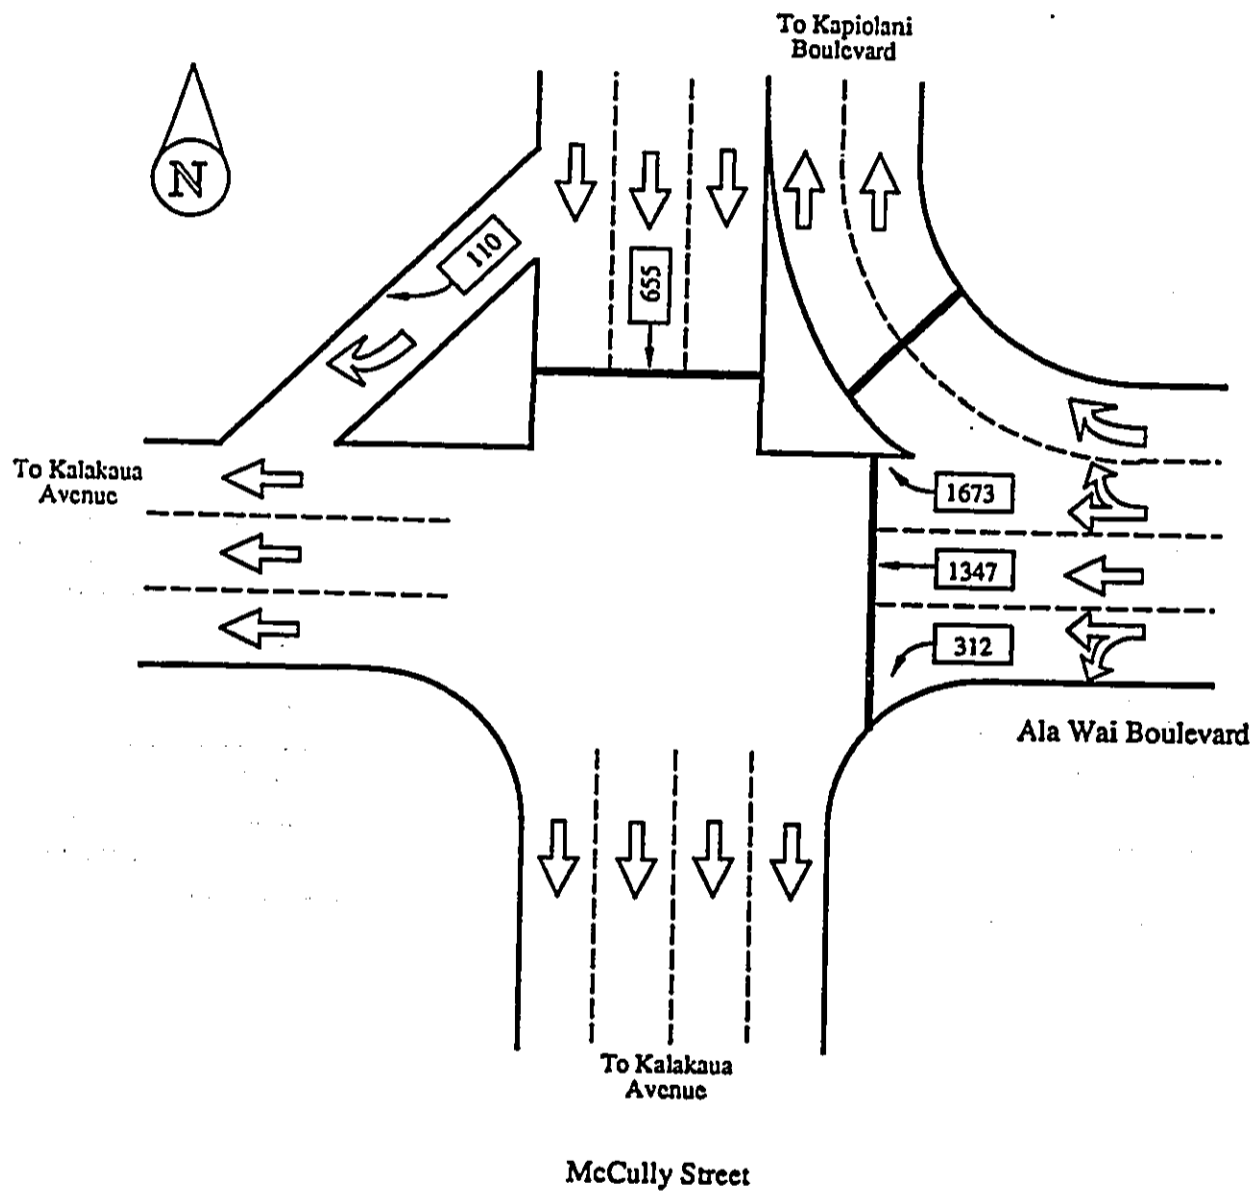 To Kapiolani
Boulevard
N
110
655
To Kalakaua
Avenue
1673
1347
312
Ala Wai Boulevard
To Kalakaua
Avenue
McCully Street